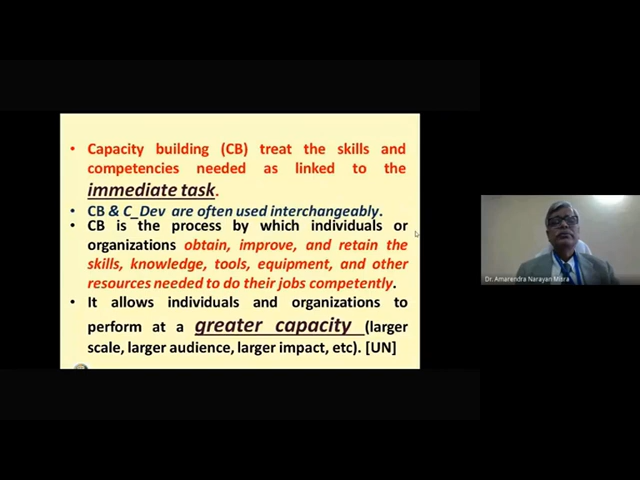 • Capacity building (CB) treat the skills and
competencies needed as linked to the
immediate task.
• CB & C_Dev are often used interchangeably.
• CB is the process by which individuals or
organizations obtain, improve, and retain the
skills, knowledge, tools, equipment, and other
resources needed to do their jobs competently.
• It allows individuals and organizations to
perform at a greater capacity (larger
scale, larger audience, larger impact, etc). [UN]
Dr. Amarendra Narayan Misra